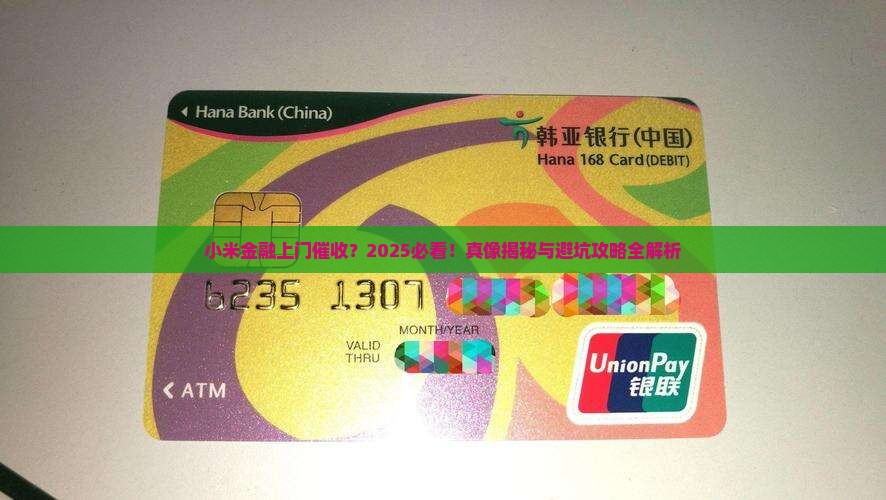 Hana Bank (China)
韩亚银行(中国)
Hana 168 Card(DEBIT)
小米金融上门催收？2025必看！真像揭秘与避坑攻略全解析
6235 1307
MONTH/YEAR
VALID
THRU
ATM
UnionPay
银联